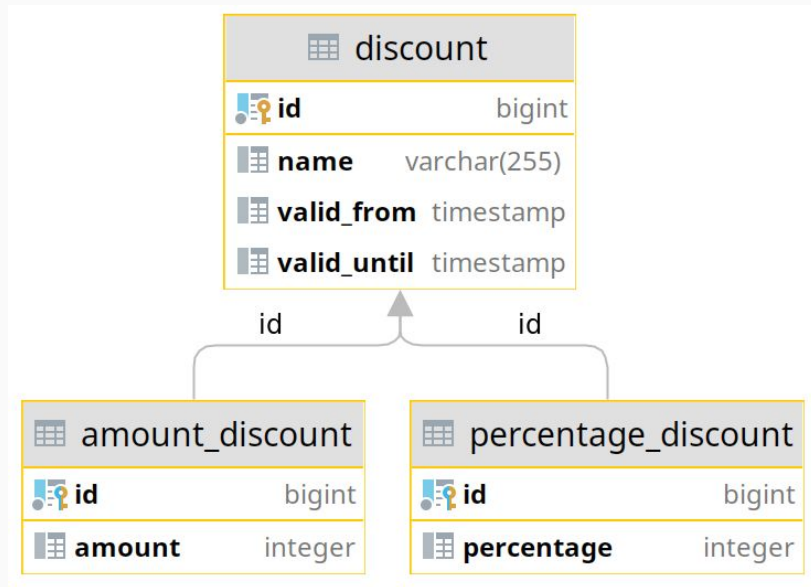 discount
id bigint
name varchar(255)
valid_from timestamp
valid_until timestamp
id id
amount_discount
id bigint
amount integer
percentage_discount
id bigint
percentage integer